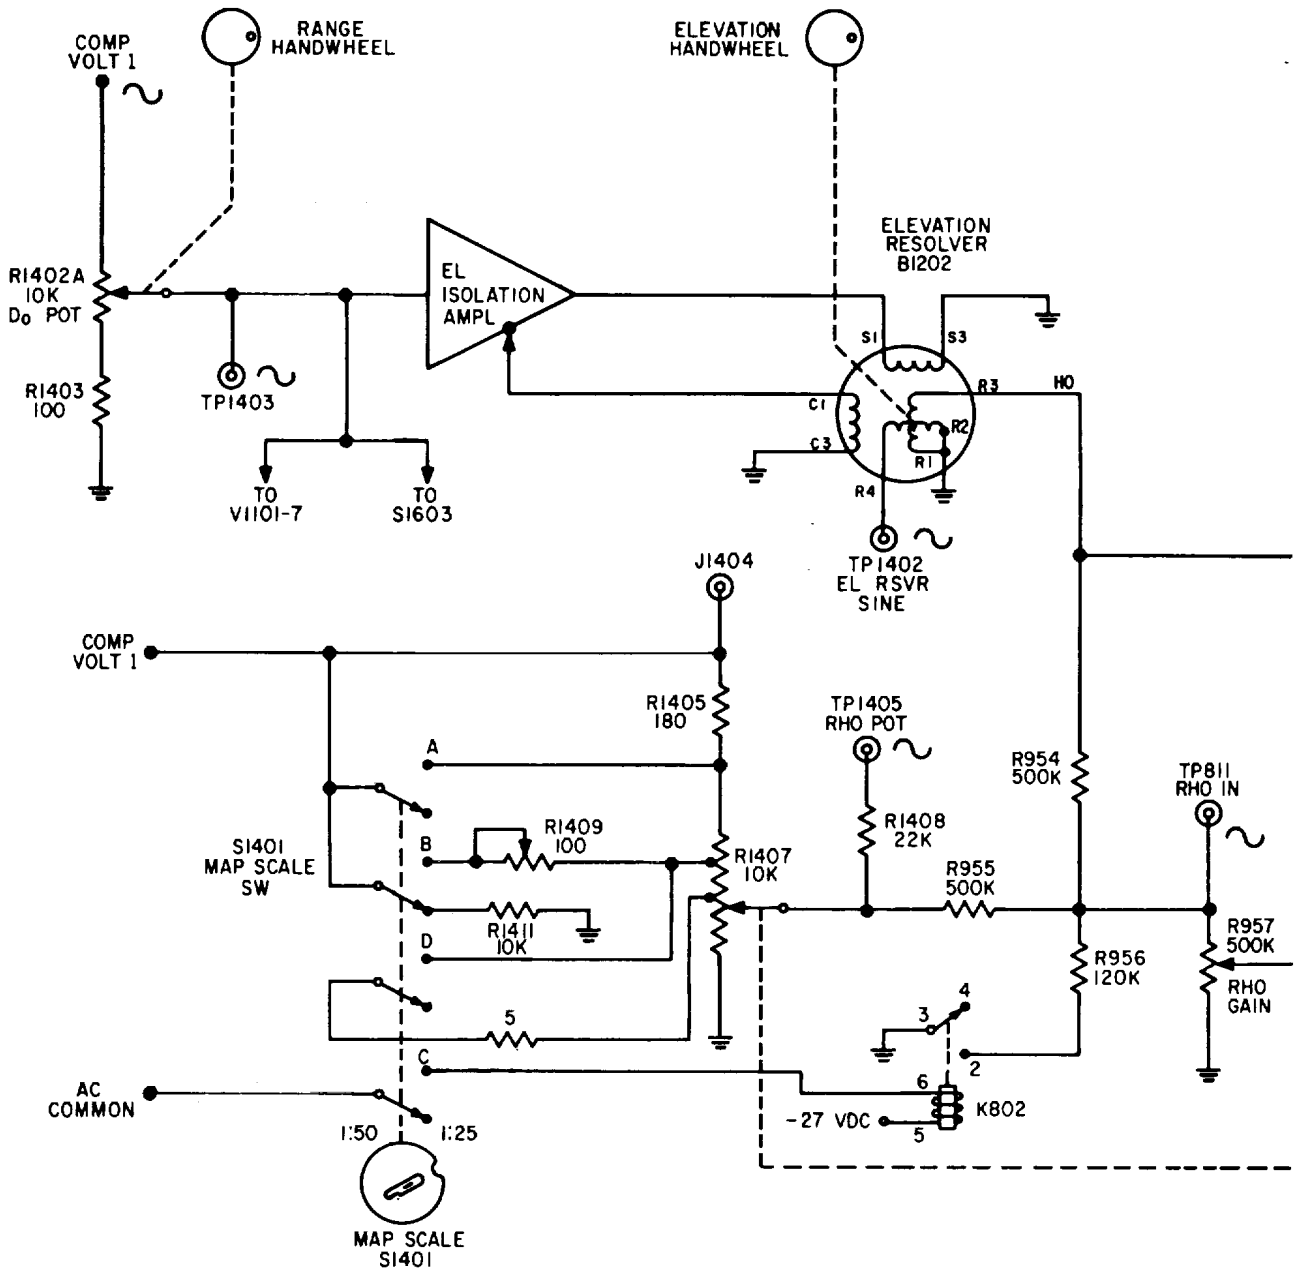 COMP
VOLT 1
RANGE
HANDWHEEL
ELEVATION
HANDWHEEL
R1402A
10K
Do POT
R1403
100
TP1403
EL
ISOLATION
AMPL
ELEVATION
RESOLVER
B1202
S1
S3
R3
HO
C1
C3
R2
R1
R4
TO
V1101-7
TO
S1603
TP1402
EL RSVR
SINE
J1404
COMP
VOLT 1
R1405
180
TP1405
RHO POT
A
R954
500K
TP811
RHO IN
S1401
MAP SCALE
SW
B
R1409
100
R1407
10K
R1408
22K
R955
500K
R1411
10K
D
R956
120K
R957
500K
RHO
GAIN
5
4
3
2
C
6
K802
-27 VDC
5
AC
COMMON
1:50
1:25
MAP SCALE
S1401